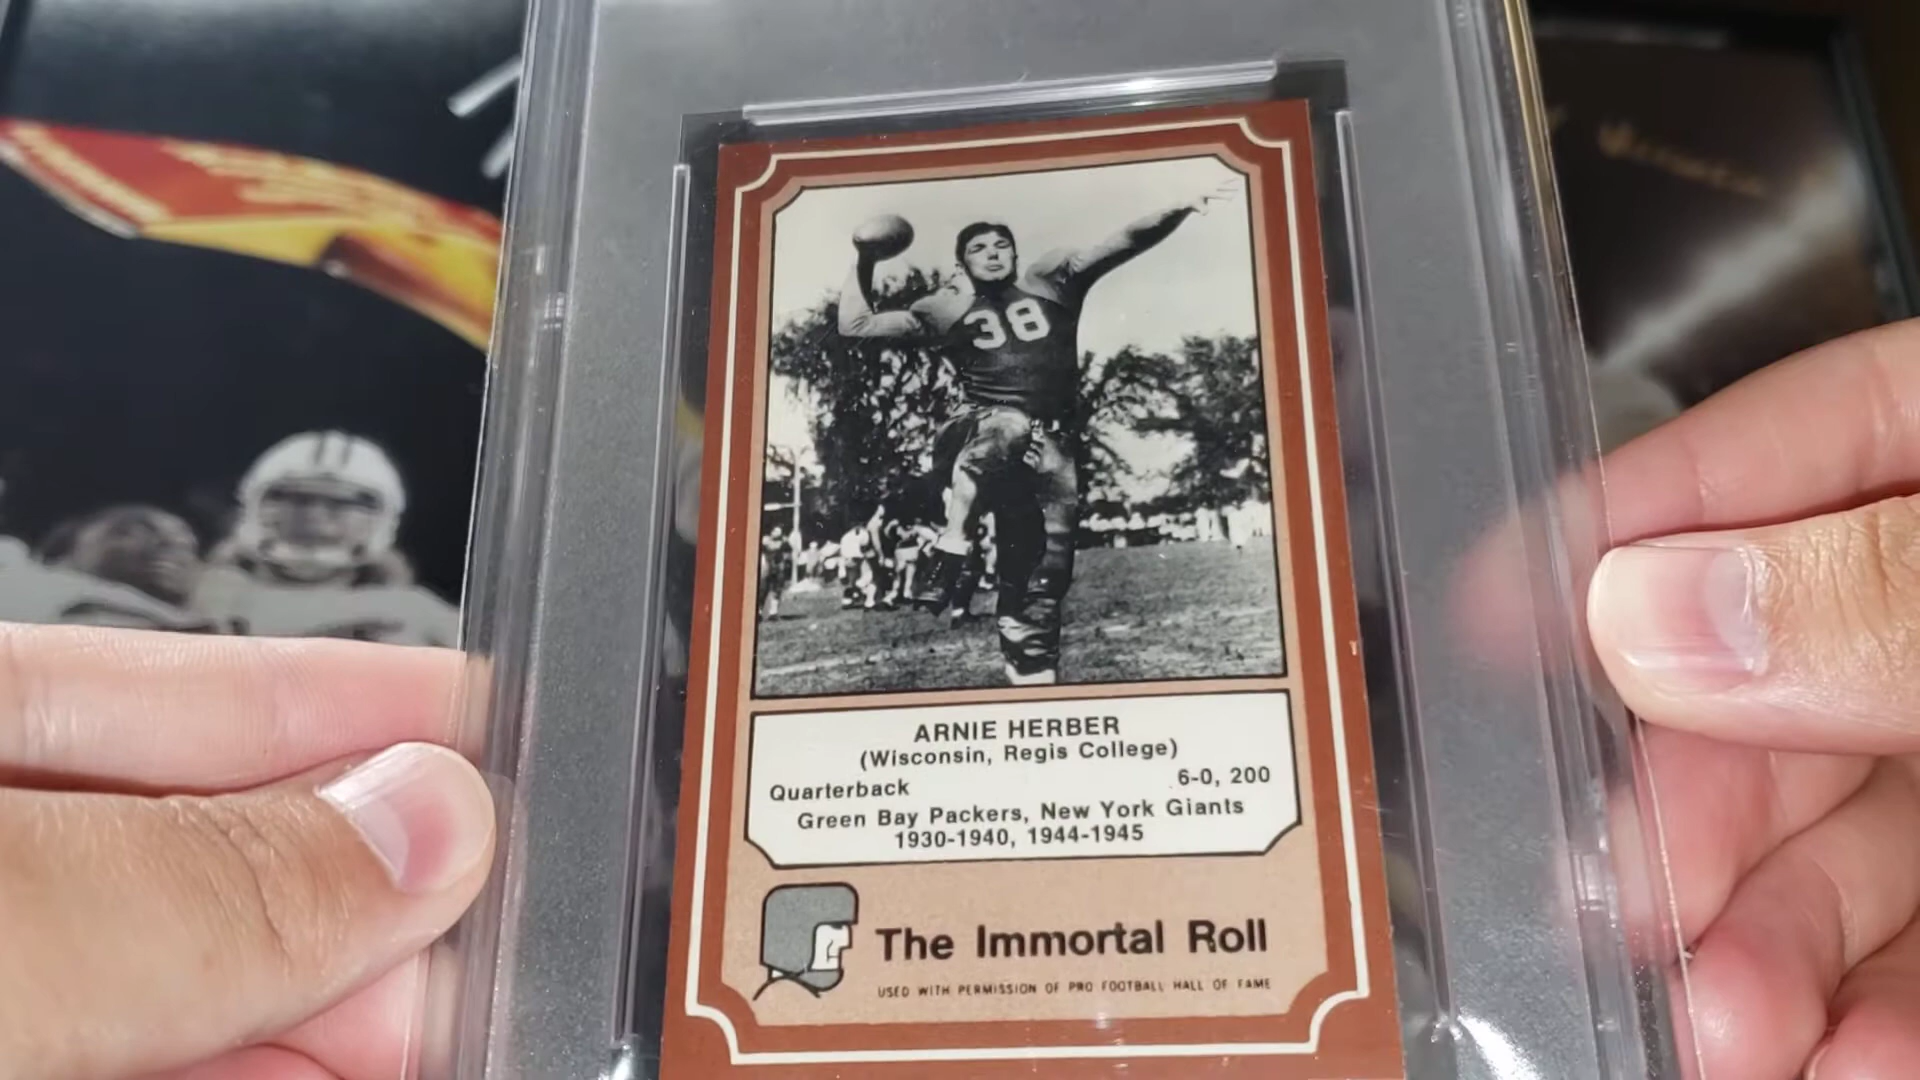 38
ARNIE HERBER
(Wisconsin, Regis College)
Quarterback 6-0, 200
Green Bay Packers, New York Giants
1930-1940, 1944-1945
The Immortal Roll
USED WITH PERMISSION OF PRO FOOTBALL HALL OF FAME